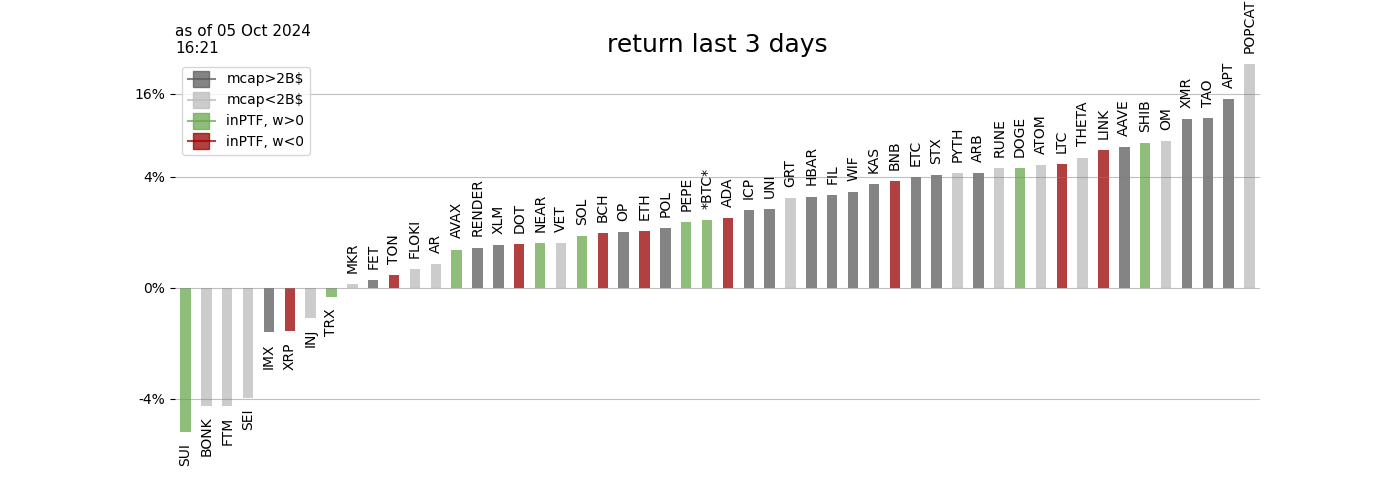 as of 05 Oct 2024
16:21
return last 3 days
mcap>2B$
mcap<2B$
inPTF, w>0
inPTF, w<0
16%
4%
0%
-4%
SUI
BONK
FTM
SEI
IMX
XRP
INJ
TRX
MKR
FET
TON
FLOKI
AR
AVAX
RENDER
XLM
DOT
NEAR
VET
SOL
BCH
OP
ETH
POL
PEPE
*BTC*
ADA
ICP
UNI
GRT
HBAR
FIL
WIF
KAS
BNB
ETC
STX
PYTH
ARB
RUNE
DOGE
ATOM
LTC
THETA
LINK
AAVE
SHIB
OM
XMR
TAO
APT
POPCAT